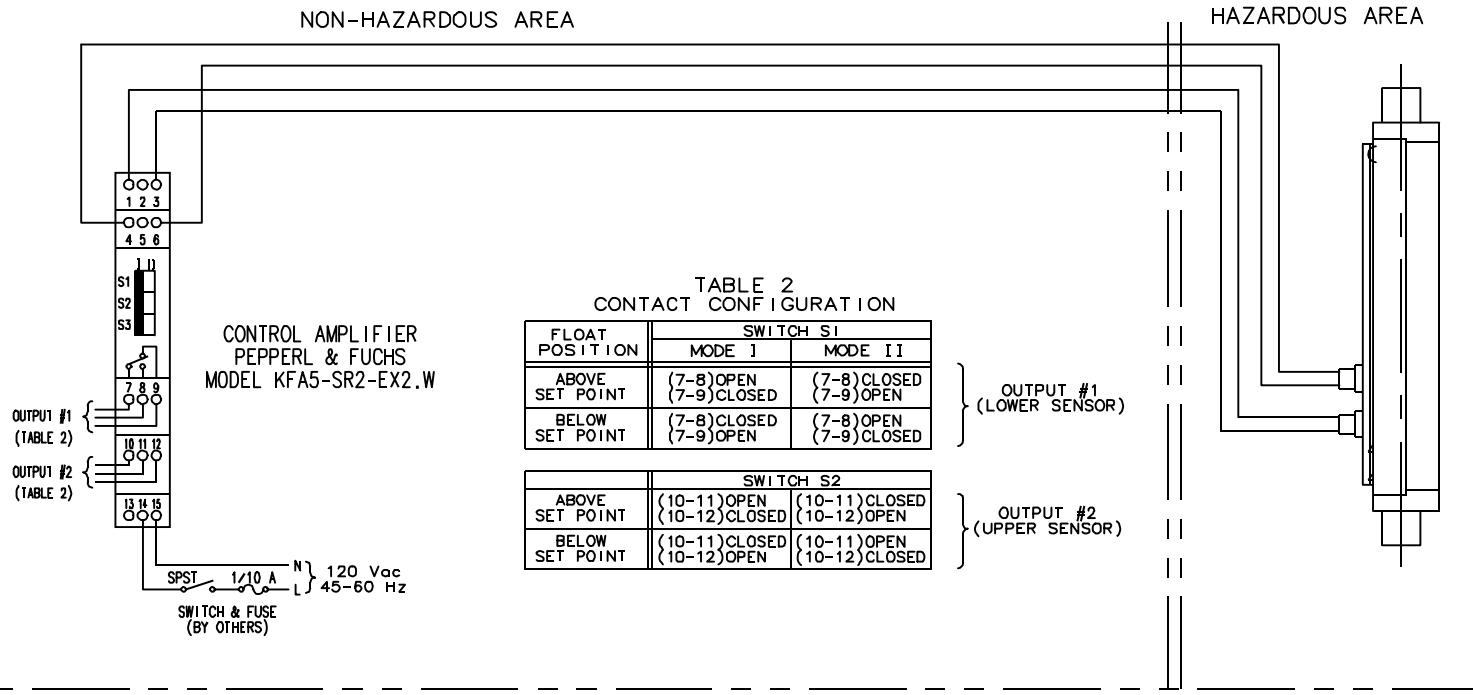 NON-HAZARDOUS AREA
HAZARDOUS AREA
1 2 3
4 5 6
I II
S1
S2
S3
CONTROL AMPLIFIER
PEPPERL & FUCHS
MODEL KFA5-SR2-EX2.W
7 8 9
OUTPUT #1
(TABLE 2)
10 11 12
OUTPUT #2
(TABLE 2)
13 14 15
SPST
1/10 A
N
L
120 Vac
45-60 Hz
SWITCH & FUSE
(BY OTHERS)
TABLE 2
CONTACT CONFIGURATION
FLOAT POSITION SWITCH S1
MODE I MODE II
ABOVE SET POINT (7-8)OPEN (7-8)CLOSED
(7-9)CLOSED (7-9)OPEN
BELOW SET POINT (7-8)CLOSED (7-8)OPEN
(7-9)OPEN (7-9)CLOSED
OUTPUT #1
(LOWER SENSOR)
SWITCH S2
ABOVE SET POINT (10-11)OPEN (10-11)CLOSED
(10-12)CLOSED (10-12)OPEN
BELOW SET POINT (10-11)CLOSED (10-11)OPEN
(10-12)OPEN (10-12)CLOSED
OUTPUT #2
(UPPER SENSOR)